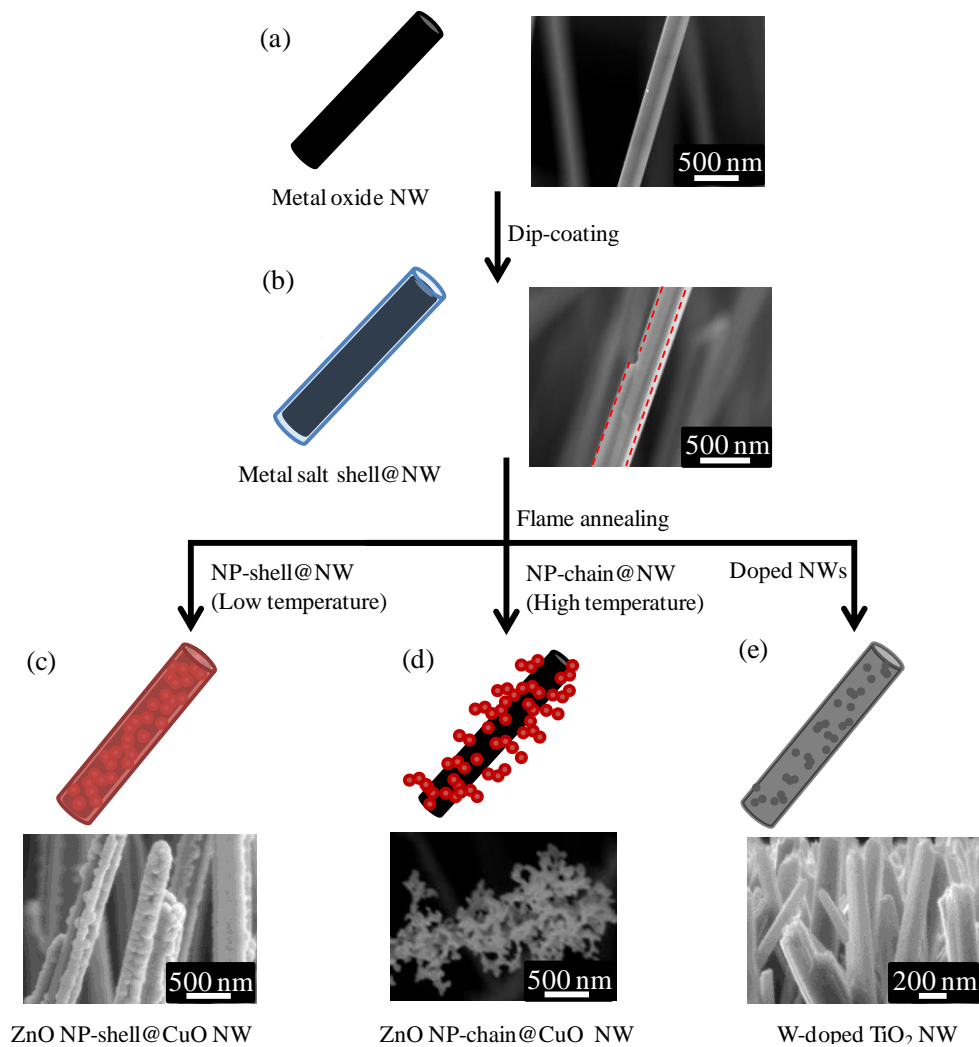 (a)
500 nm
Metal oxide NW
Dip-coating
(b)
500 nm
Metal salt shell@NW
Flame annealing
NP-shell@NW
(Low temperature)
NP-chain@NW
(High temperature)
Doped NWs
(c)
(d)
(e)
500 nm
500 nm
200 nm
ZnO NP-shell@CuO NW
ZnO NP-chain@CuO NW
W-doped TiO₂ NW